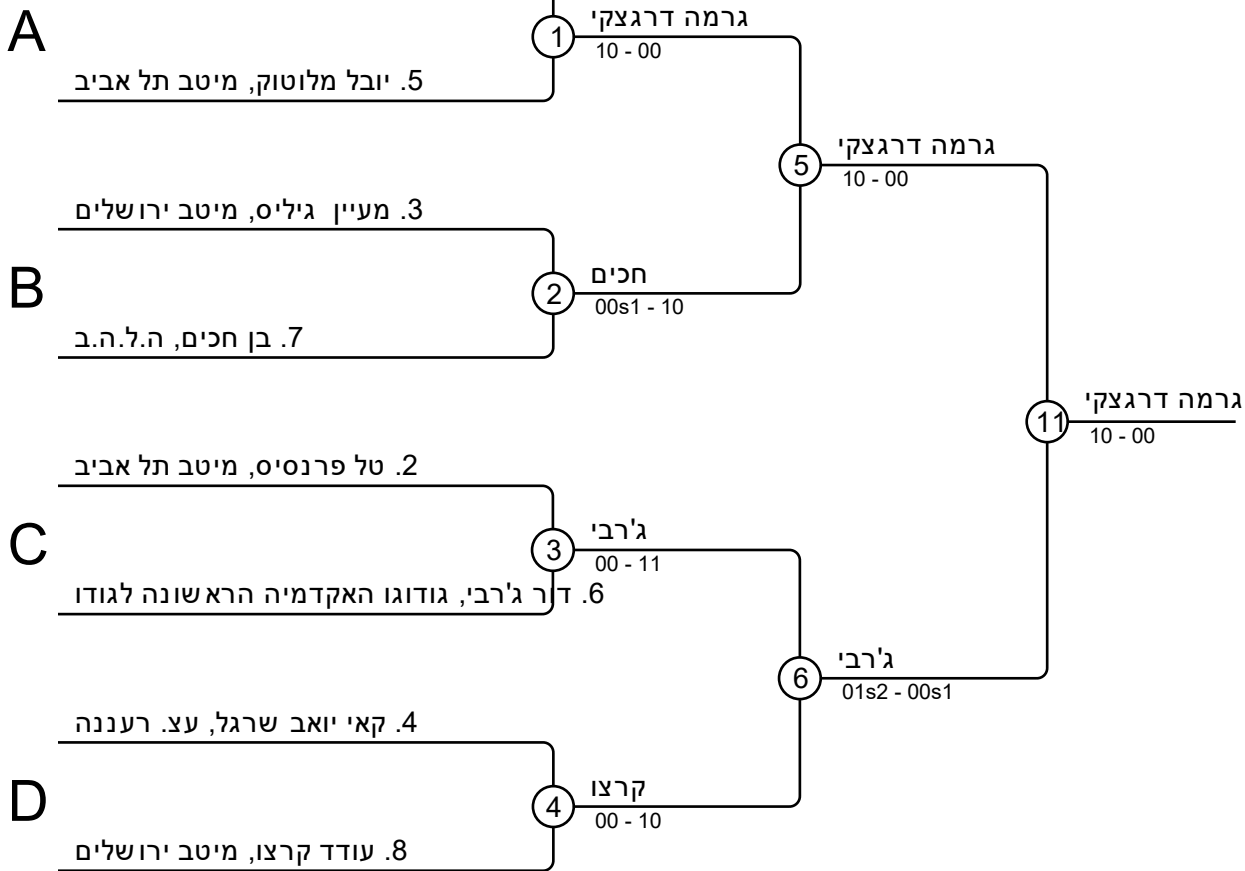 A
1
גרמה דרגצקי
10 - 00
5. יובל מלוטוק, מיטב תל אביב
5
גרמה דרגצקי
10 - 00
3. מעיין גיליס, מיטב ירושלים
B
2
חכים
00s1 - 10
7. בן חכים, ה.ל.ה.ב
11
גרמה דרגצקי
10 - 00
2. טל פרנסיס, מיטב תל אביב
C
3
ג'רבי
00 - 11
6. דור ג'רבי, גודוגו האקדמיה הראשונה לגודו
6
ג'רבי
01s2 - 00s1
4. קאי יואב שרגל, עצ. רעננה
D
4
קרצו
00 - 10
8. עודד קרצו, מיטב ירושלים